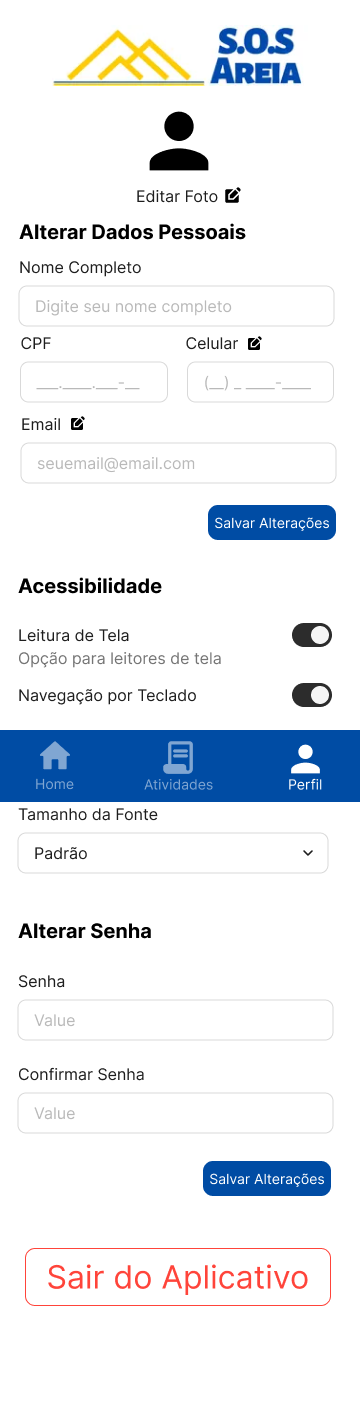 S.O.S
AREIA
Editar Foto
Alterar Dados Pessoais
Nome Completo
Digite seu nome completo
CPF Celular
___.____.___-__ (__) _ ____-____
Email
seuemail@email.com
Salvar Alterações
Acessibilidade
Leitura de Tela
Opção para leitores de tela
Navegação por Teclado
Home Atividades Perfil
Tamanho da Fonte
Padrão
Alterar Senha
Senha
Value
Confirmar Senha
Value
Salvar Alterações
Sair do Aplicativo